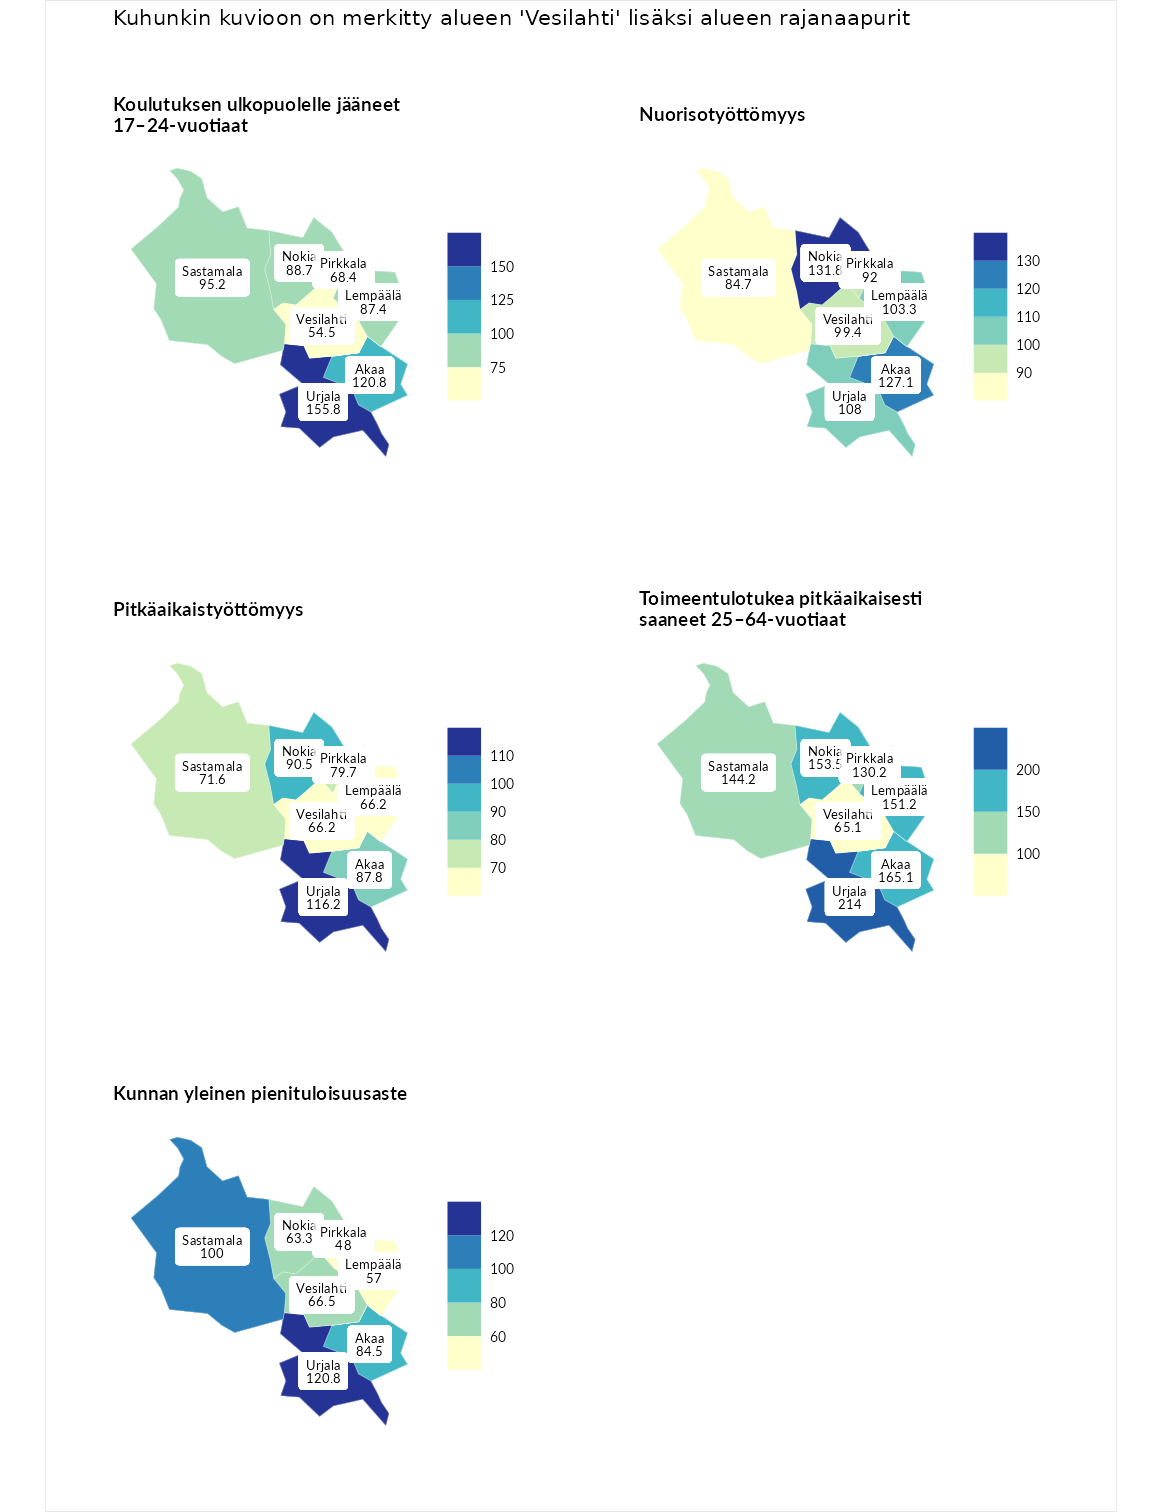 Kuhunkin kuvioon on merkitty alueen 'Vesilahti' lisäksi alueen rajanaapurit
Koulutuksen ulkopuolelle jääneet
17–24-vuotiaat
Sastamala
95.2
Nokia
88.7
Pirkkala
68.4
Lempäälä
87.4
Vesilahti
54.5
Akaa
120.8
Urjala
155.8
150
125
100
75
Nuorisotyöttömyys
Sastamala
84.7
Nokia
131.8
Pirkkala
92
Lempäälä
103.3
Vesilahti
99.4
Akaa
127.1
Urjala
108
130
120
110
100
90
Pitkäaikaistyöttömyys
Sastamala
71.6
Nokia
90.5
Pirkkala
79.7
Lempäälä
66.2
Vesilahti
66.2
Akaa
87.8
Urjala
116.2
110
100
90
80
70
Toimeentulotukea pitkäaikaisesti
saaneet 25–64-vuotiaat
Sastamala
144.2
Nokia
153.5
Pirkkala
130.2
Lempäälä
151.2
Vesilahti
65.1
Akaa
165.1
Urjala
214
200
150
100
Kunnan yleinen pienituloisuusaste
Sastamala
100
Nokia
63.3
Pirkkala
48
Lempäälä
57
Vesilahti
66.5
Akaa
84.5
Urjala
120.8
120
100
80
60